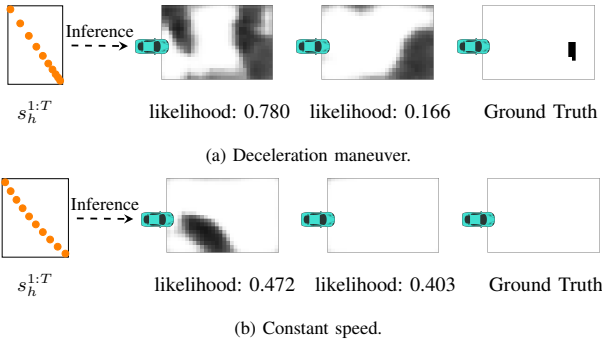 Inference
s_h^{1:T}
likelihood: 0.780 likelihood: 0.166 Ground Truth
(a) Deceleration maneuver.
Inference
s_h^{1:T}
likelihood: 0.472 likelihood: 0.403 Ground Truth
(b) Constant speed.